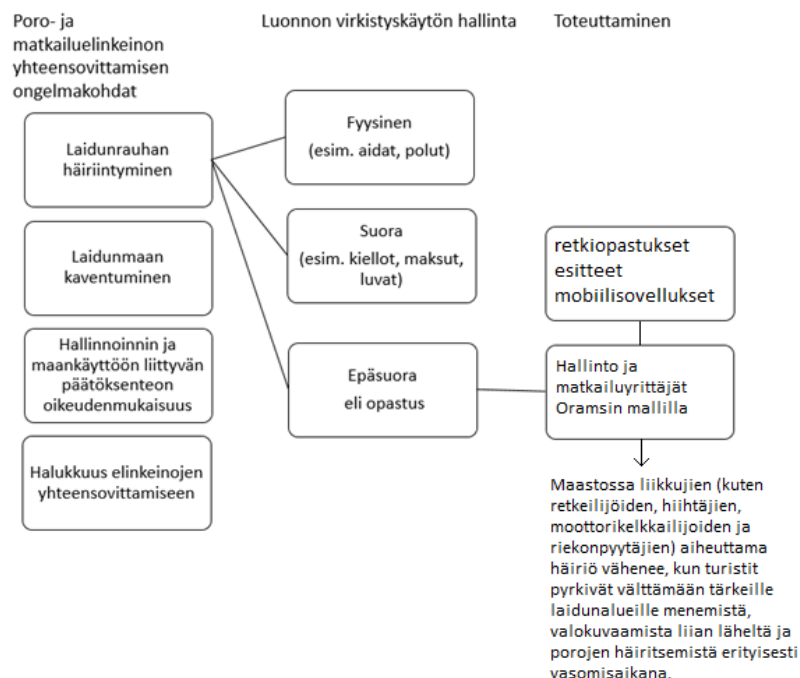 Poro- ja
matkailuelinkeinon
yhteensovittamisen
ongelmakohdat
Laidunrauhan
häiriintyminen
Laidunmaan
kaventuminen
Hallinnoinnin ja
maankäyttöön liittyvän
päätöksenteon
oikeudenmukaisuus
Halukkuus elinkeinojen
yhteensovittamiseen
Luonnon virkistyskäytön hallinta
Fyysinen
(esim. aidat, polut)
Suora
(esim. kiellot, maksut,
luvat)
Epäsuora
eli opastus
Toteuttaminen
retkiopastukset
esitteet
mobiilisovellukset
Hallinto ja
matkailuyrittäjät
Oramsin mallilla
Maastossa liikkujien (kuten
retkeilijöiden, hiihtäjien,
moottorikelkkailijoiden ja
riekonpyytäjien) aiheuttama
häiriö vähenee, kun turistit
pyrkivät välttämään tärkeille
laidunalueille menemistä,
valokuvaamista liian läheltä ja
porojen häiritsemistä erityisesti
vasomisaikana.